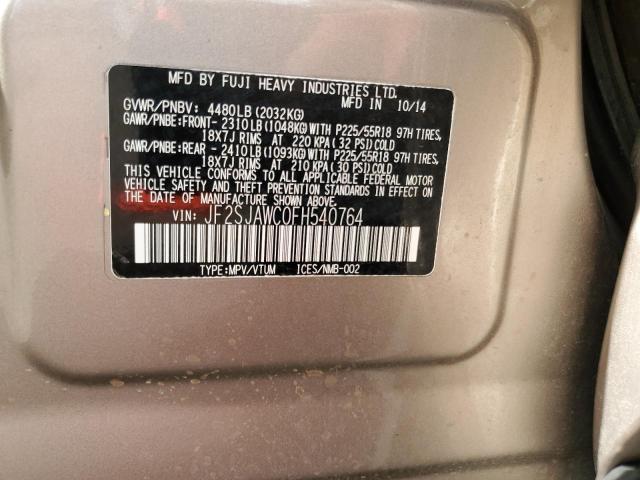 MFD BY FUJI HEAVY INDUSTRIES LTD.
MFD IN 10/14
GVWR/PNBV: 4480LB(2032KG)
GAWR/PNBE:FRONT-2310LB(1048KG)WITH P225/55R18 97H TIRES,
18X7J RIMS AT 220 KPA(32 PSI)COLD
GAWR/PNBE:REAR -2410LB(1093KG)WITH P225/55R18 97H TIRES,
18X7J RIMS AT 210 KPA(30 PSI)COLD
THIS VEHICLE CONFORMS TO ALL APPLICABLE FEDERAL MOTOR
VEHICLE SAFETY AND THEFT PREVENTION STANDARDS IN EFFECT ON
THE DATE OF MANUFACTURE SHOWN ABOVE.
VIN: JF2SJAWC0FH540764
TYPE:MPV/VTUM ICES/NMB-002